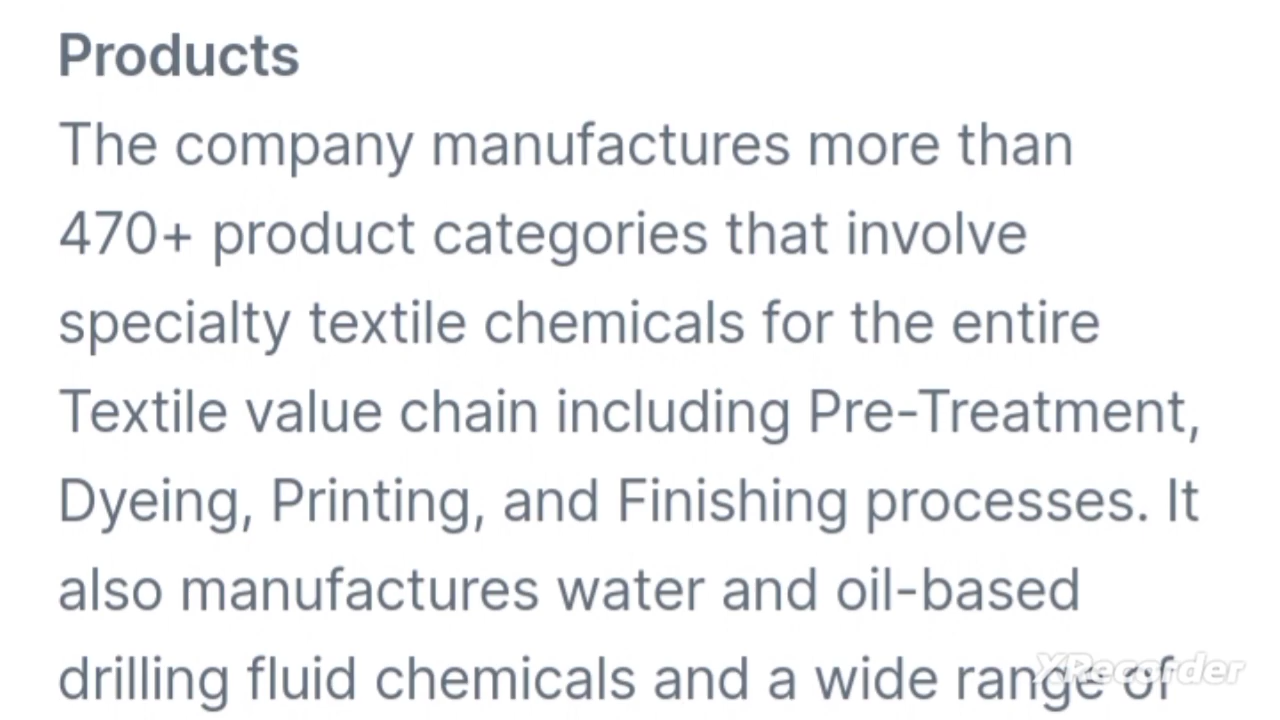 Products
The company manufactures more than
470+ product categories that involve
specialty textile chemicals for the entire
Textile value chain including Pre-Treatment,
Dyeing, Printing, and Finishing processes. It
also manufactures water and oil-based
drilling fluid chemicals and a wide range of
XRecorder